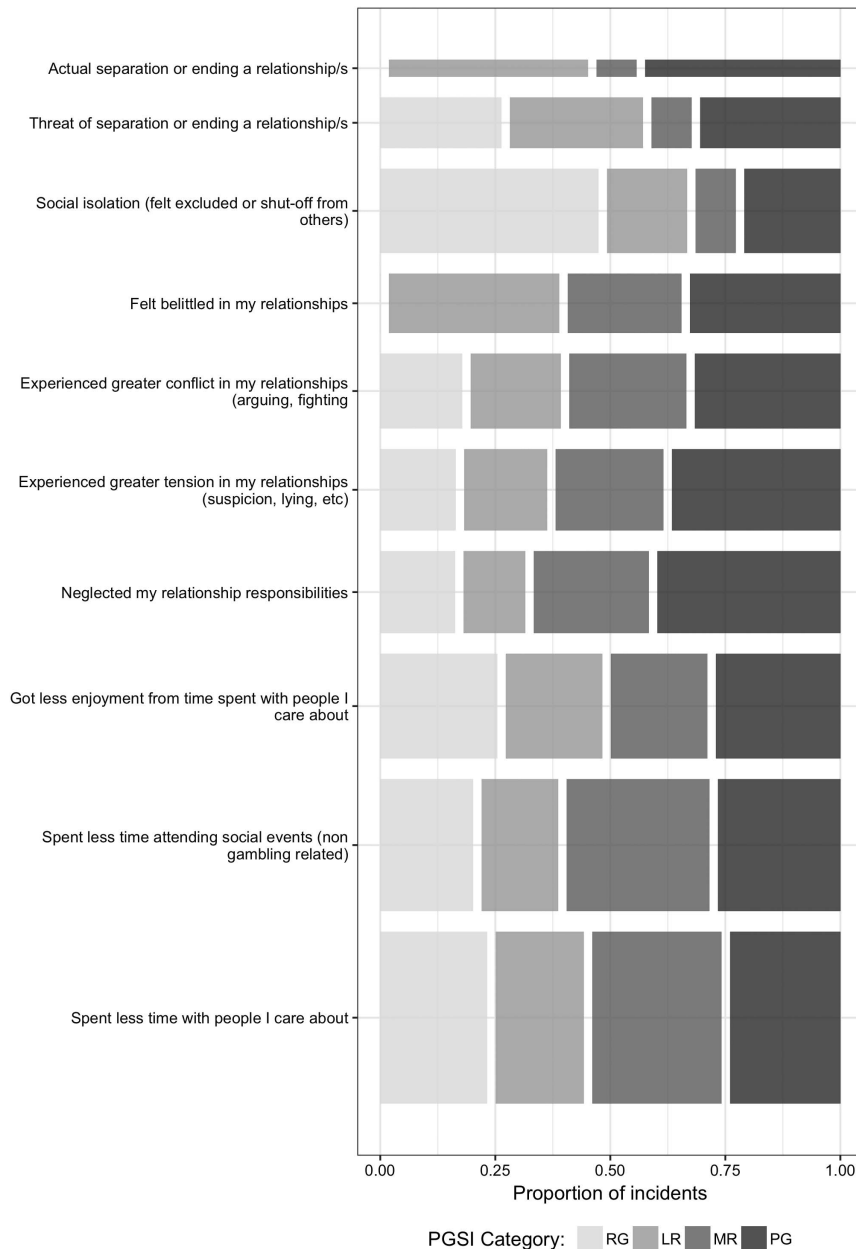 Actual separation or ending a relationship/s
Threat of separation or ending a relationship/s
Social isolation (felt excluded or shut-off from
others)
Felt belittled in my relationships
Experienced greater conflict in my relationships
(arguing, fighting
Experienced greater tension in my relationships
(suspicion, lying, etc)
Neglected my relationship responsibilities
Got less enjoyment from time spent with people I
care about
Spent less time attending social events (non
gambling related)
Spent less time with people I care about
0.00 0.25 0.50 0.75 1.00
Proportion of incidents
PGSI Category: RG LR MR PG